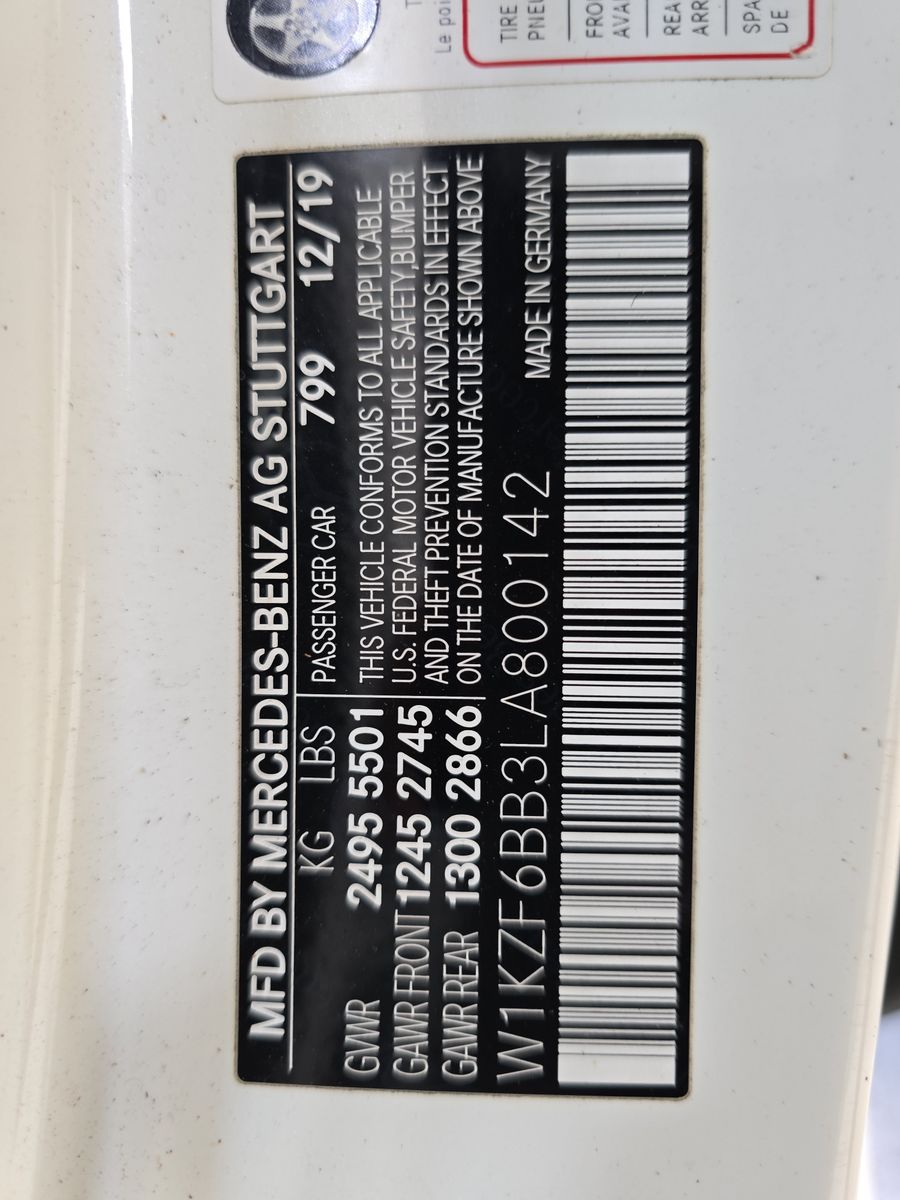 Le poi
TIRE
PNEU
FRO
AVA
REA
ARR
SPA
DE
MFD BY MERCEDES-BENZ AG STUTTGART
KG LBS PASSENGER CAR 799 12/19
GVWR 2495 5501 THIS VEHICLE CONFORMS TO ALL APPLICABLE
GAWR FRONT 1245 2745 U.S. FEDERAL MOTOR VEHICLE SAFETY,BUMPER
GAWR REAR 1300 2866 AND THEFT PREVENTION STANDARDS IN EFFECT
ON THE DATE OF MANUFACTURE SHOWN ABOVE
W1KZF6BB3LA800142 MADE IN GERMANY